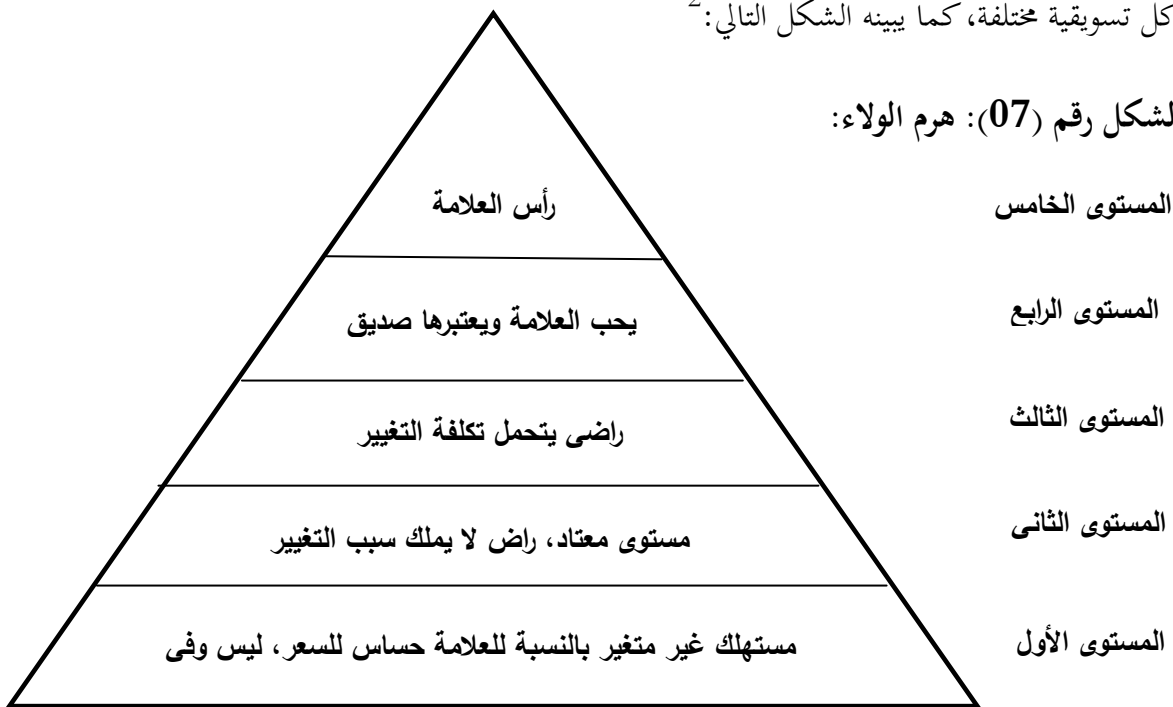 كل تسويقية مختلفة، كما يبينه الشكل التالي:2
لشكل رقم (07): هرم الولاء:
المستوى الخامس
رأس العلامة
المستوى الرابع
يحب العلامة ويعتبرها صديق
المستوى الثالث
راضى يتحمل تكلفة التغيير
المستوى الثانى
مستوى معتاد، راض لا يملك سبب التغيير
المستوى الأول
مستهلك غير متغير بالنسبة للعلامة حساس للسعر، ليس وفى